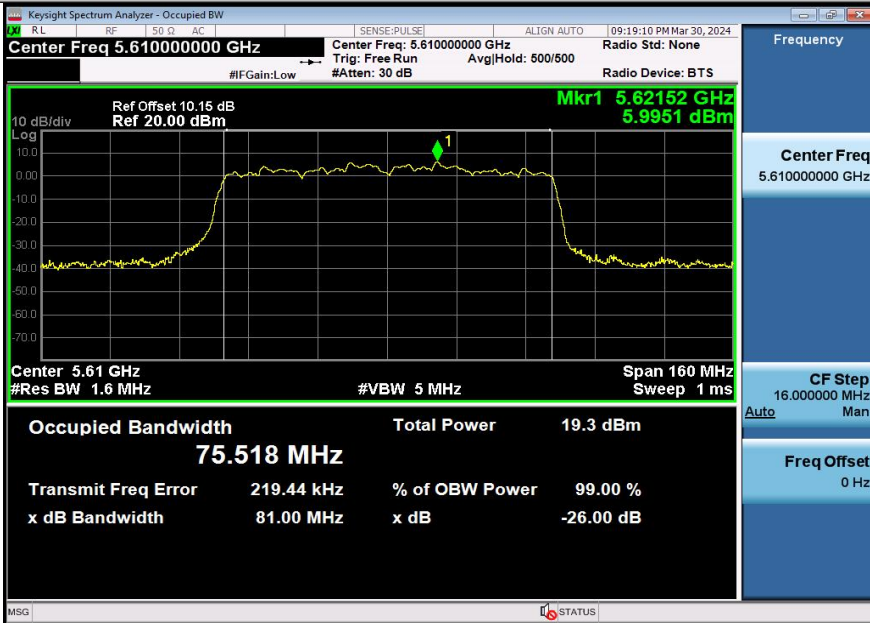 Keysight Spectrum Analyzer - Occupied BW
LXI RL RF 50 Ω AC SENSE:PULSE ALIGN AUTO 09:19:10 PM Mar 30, 2024
Center Freq 5.610000000 GHz
Center Freq: 5.610000000 GHz Radio Std: None
Trig: Free Run Avg|Hold: 500/500
#IFGain:Low #Atten: 30 dB Radio Device: BTS
Frequency
Mkr1 5.62152 GHz
5.9951 dBm
Ref Offset 10.15 dB
10 dB/div Ref 20.00 dBm
Log
1
10.0
0.00
-10.0
-20.0
-30.0
-40.0
-50.0
-60.0
-70.0
Center 5.61 GHz Span 160 MHz
#Res BW 1.6 MHz #VBW 5 MHz Sweep 1 ms
Occupied Bandwidth Total Power 19.3 dBm
75.518 MHz
Transmit Freq Error 219.44 kHz % of OBW Power 99.00 %
x dB Bandwidth 81.00 MHz x dB -26.00 dB
Center Freq
5.610000000 GHz
CF Step
16.000000 MHz
Auto Man
Freq Offset
0 Hz
MSG STATUS